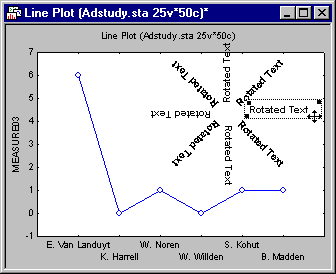 Line Plot (Adstudy.sta 25v*50c)*
Line Plot (Adstudy.sta 25v*50c)
7
6
5
4
3
2
1
0
-1
MEASURE03
Rotated Text
Rotated Text
Rotated Text
Rotated Text
Rotated Text
Rotated Text
Rotated Text
Rotated Text
E. Van Landuyt
W. Noren
S. Kohut
K. Harrell
W. Willden
B. Madden